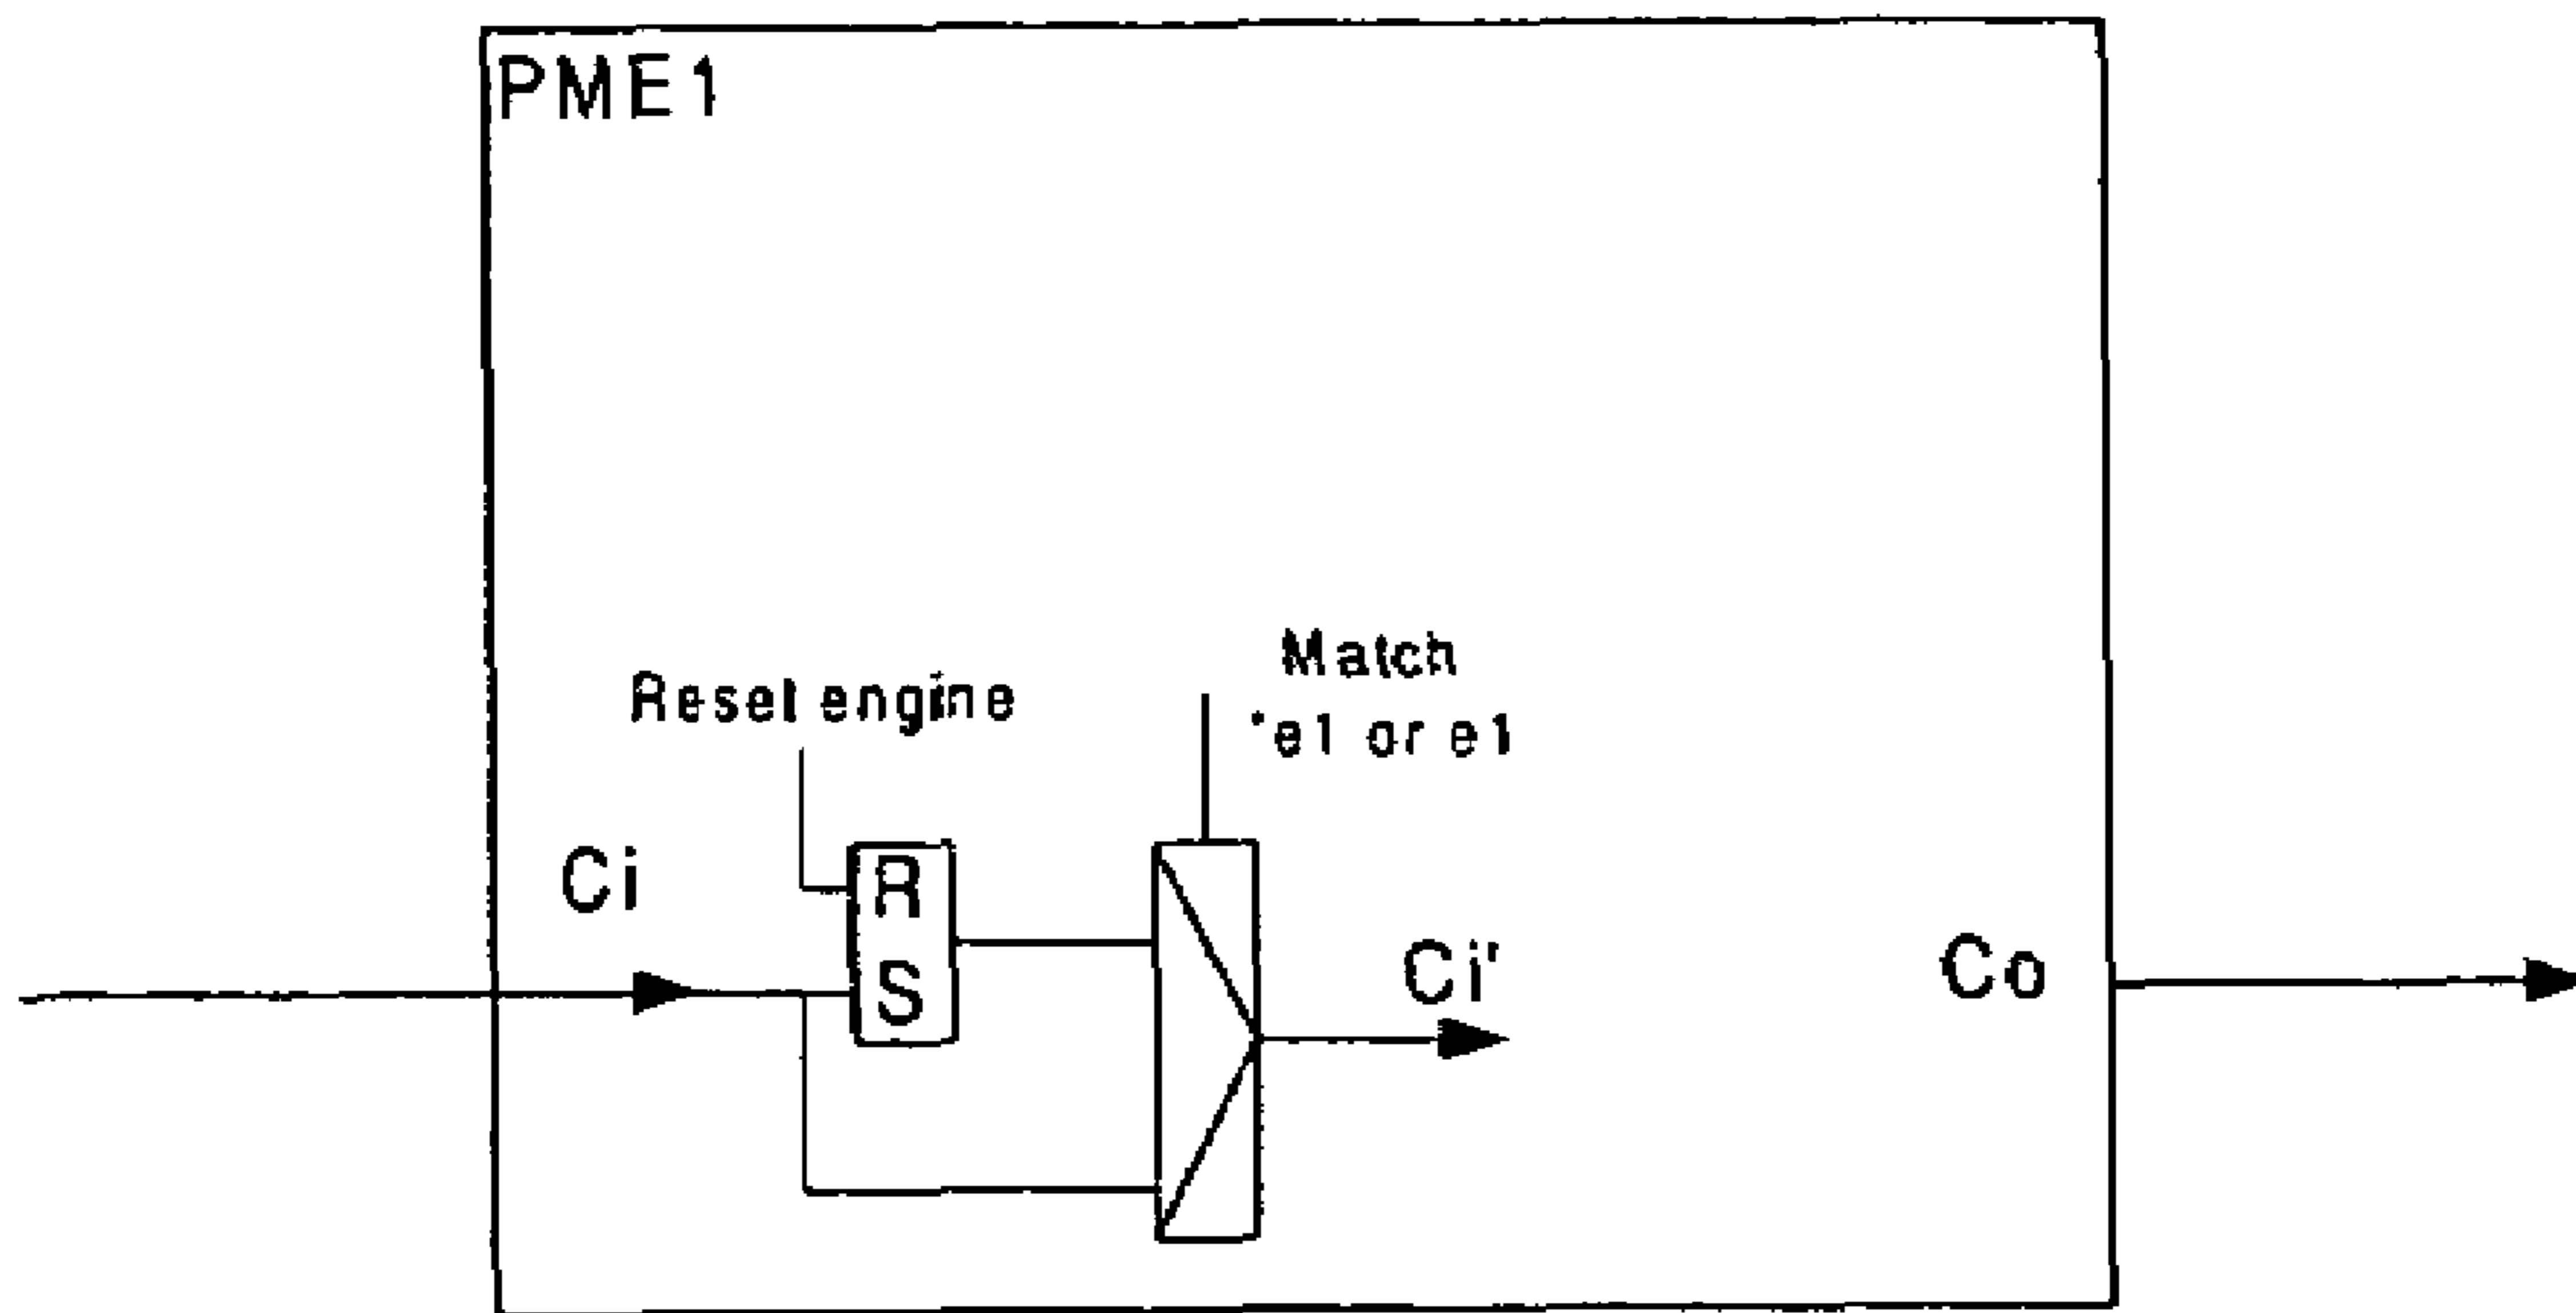 PME1
Match
*e1 or e1
Reset engine
Ci
R
S
Ci'
Co